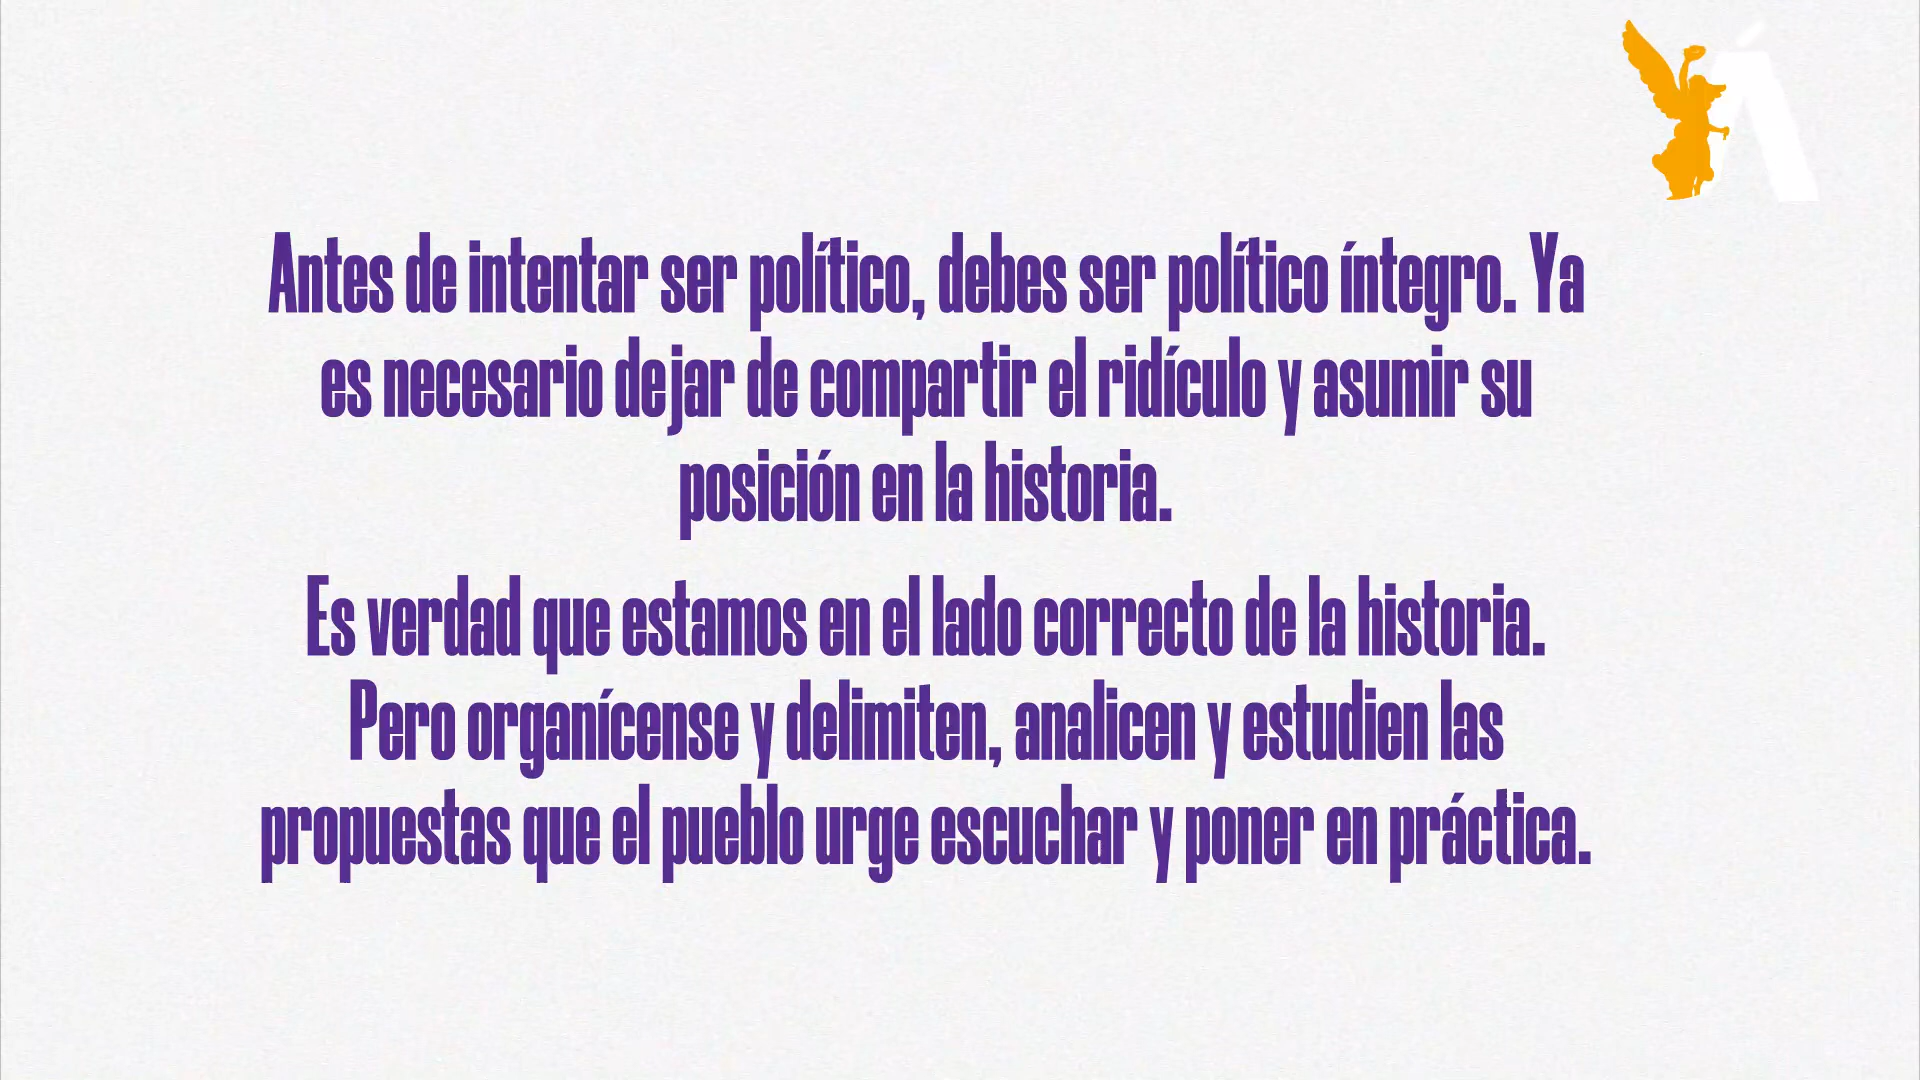 Á
Antes de intentar ser político, debes ser político íntegro. Ya
es necesario dejar de compartir el ridículo y asumir su
posición en la historia.
Es verdad que estamos en el lado correcto de la historia.
Pero organícense y delimiten, analicen y estudien las
propuestas que el pueblo urge escuchar y poner en práctica.